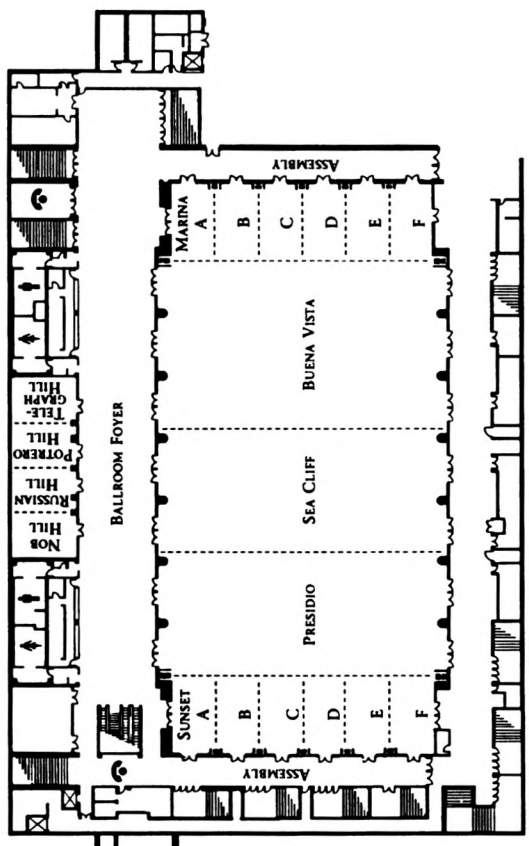 ASSEMBLY
MARINA
A
B
C
D
E
F
TELE-
GRAPH
HILL
POTRERO
HILL
RUSSIAN
HILL
NOB
HILL
BALLROOM FOYER
BUENA VISTA
SEA CLIFF
PRESIDIO
SUNSET
A
B
C
D
E
F
ASSEMBLY